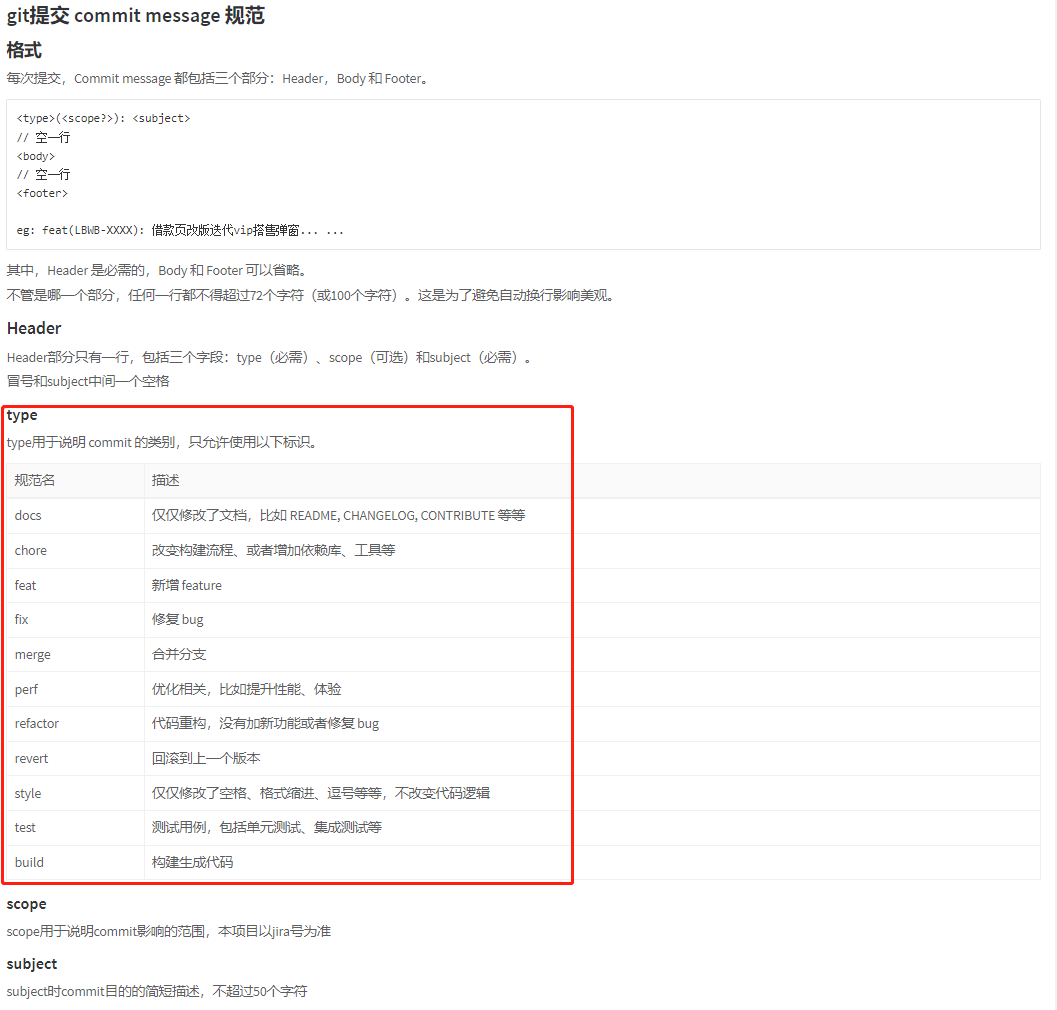 git提交 commit message 规范
格式
每次提交，Commit message 都包括三个部分：Header，Body 和 Footer。
<type>(<scope?>): <subject>
// 空一行
<body>
// 空一行
<footer>
eg: feat(LBWB-XXXX): 借款页改版迭代vip搭售弹窗... ...
其中，Header 是必需的，Body 和 Footer 可以省略。
不管是哪一个部分，任何一行都不得超过72个字符（或100个字符）。这是为了避免自动换行影响美观。
Header
Header部分只有一行，包括三个字段：type（必需）、scope（可选）和subject（必需）。
冒号和subject中间一个空格
type
type用于说明 commit 的类别，只允许使用以下标识。
规范名 描述
docs 仅仅修改了文档，比如 README, CHANGELOG, CONTRIBUTE 等等
chore 改变构建流程、或者增加依赖库、工具等
feat 新增 feature
fix 修复 bug
merge 合并分支
perf 优化相关，比如提升性能、体验
refactor 代码重构，没有加新功能或者修复 bug
revert 回滚到上一个版本
style 仅仅修改了空格、格式缩进、逗号等等，不改变代码逻辑
test 测试用例，包括单元测试、集成测试等
build 构建生成代码
scope
scope用于说明commit影响的范围，本项目以jira号为准
subject
subject时commit目的的简短描述，不超过50个字符